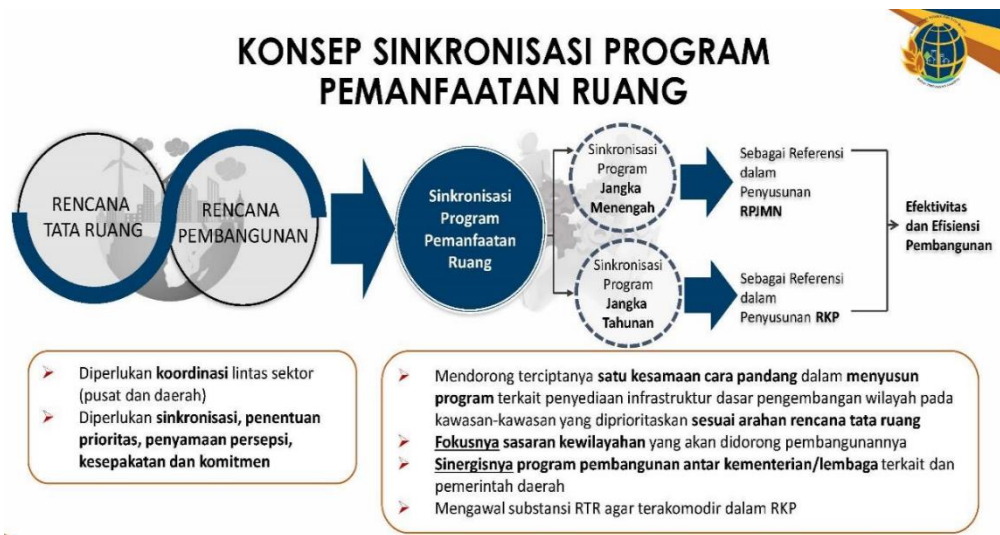 KONSEP SINKRONISASI PROGRAM
PEMANFAATAN RUANG
RENCANA
TATA RUANG
RENCANA
PEMBANGUNAN
Sinkronisasi
Program
Pemanfaatan
Ruang
Sinkronisasi
Program
Jangka
Menengah
Sebagai Referensi
dalam
Penyusunan
RPJMN
Sinkronisasi
Program
Jangka
Tahunan
Sebagai Referensi
dalam
Penyusunan RKP
Efektivitas
dan Efisiensi
Pembangunan
Diperlukan koordinasi lintas sektor
(pusat dan daerah)
Diperlukan sinkronisasi, penentuan
prioritas, penyamaan persepsi,
kesepakatan dan komitmen
Mendorong terciptanya satu kesamaan cara pandang dalam menyusun
program terkait penyediaan infrastruktur dasar pengembangan wilayah pada
kawasan-kawasan yang diprioritaskan sesuai arahan rencana tata ruang
Fokusnya sasaran kewilayahan yang akan didorong pembangunannya
Sinergisnya program pembangunan antar kementerian/lembaga terkait dan
pemerintah daerah
Mengawal substansi RTR agar terakomodir dalam RKP